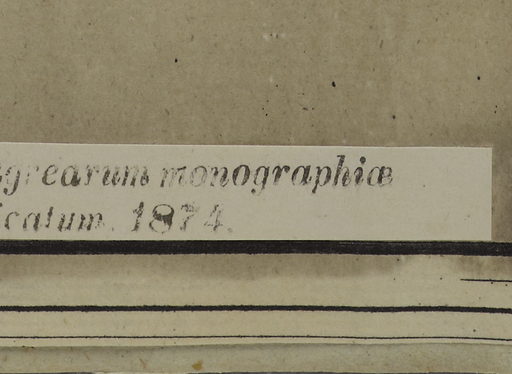 grearum monographiæ
icatum. 1874.